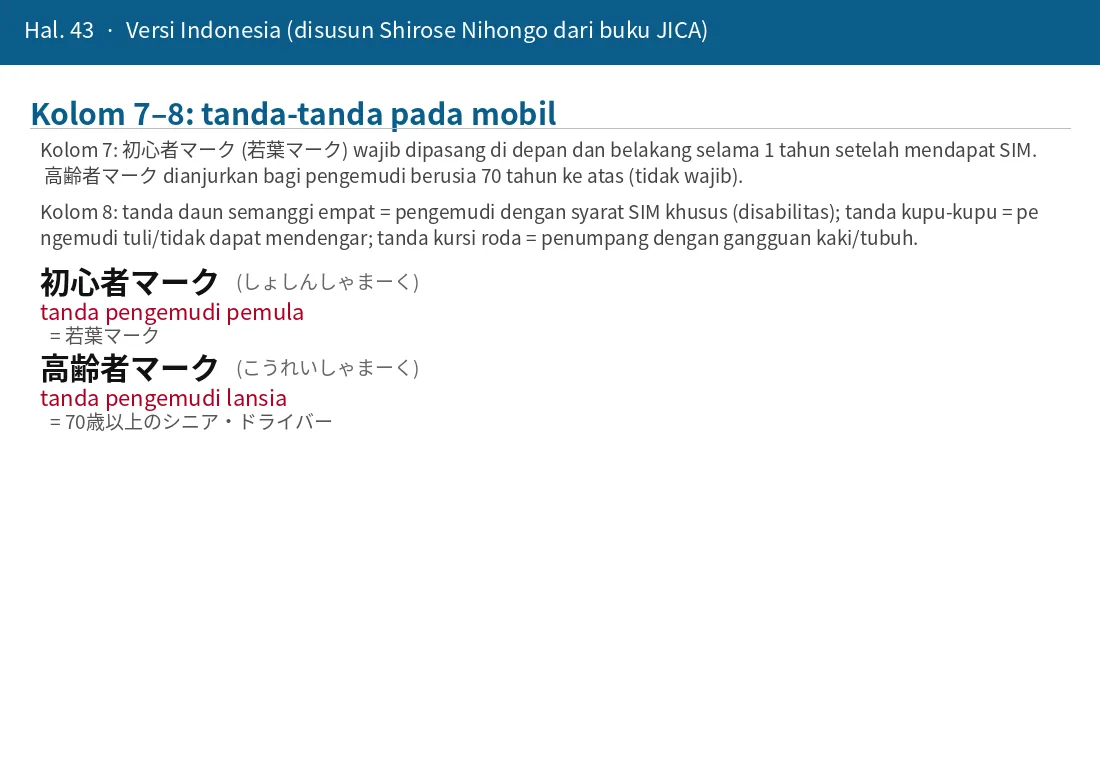 Hal. 43 · Versi Indonesia (disusun Shirose Nihongo dari buku JICA)
Kolom 7–8: tanda-tanda pada mobil
Kolom 7: 初心者マーク (若葉マーク) wajib dipasang di depan dan belakang selama 1 tahun setelah mendapat SIM.
高齢者マーク dianjurkan bagi pengemudi berusia 70 tahun ke atas (tidak wajib).
Kolom 8: tanda daun semanggi empat = pengemudi dengan syarat SIM khusus (disabilitas); tanda kupu-kupu = pe
ngemudi tuli/tidak dapat mendengar; tanda kursi roda = penumpang dengan gangguan kaki/tubuh.
初心者マーク (しょしんしゃまーく)
tanda pengemudi pemula
= 若葉マーク
高齢者マーク (こうれいしゃまーく)
tanda pengemudi lansia
= 70歳以上のシニア・ドライバー